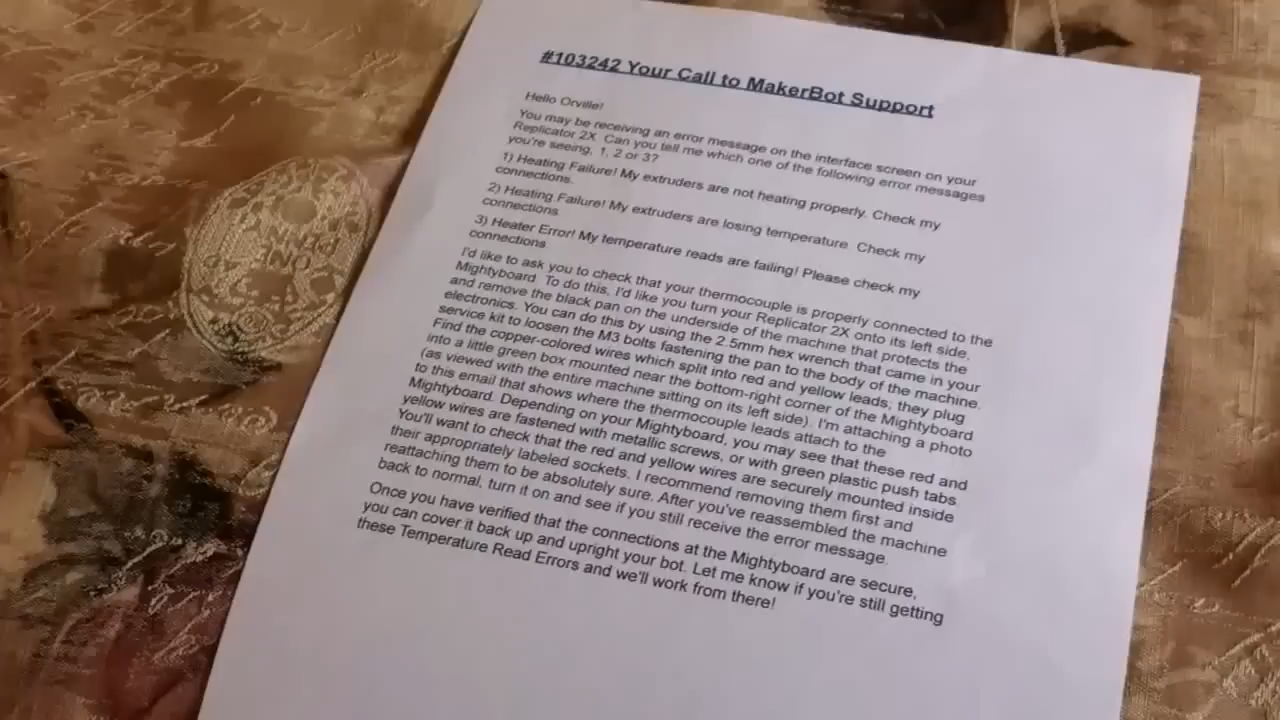 #103242 Your Call to MakerBot Support
Hello Orville!
You may be receiving an error message on the interface screen on your
Replicator 2X. Can you tell me which one of the following error messages
you're seeing, 1, 2 or 3?
1) Heating Failure! My extruders are not heating properly. Check my
connections.
2) Heating Failure! My extruders are losing temperature. Check my
connections
3) Heater Error! My temperature reads are failing! Please check my
connections
I'd like to ask you to check that your thermocouple is properly connected to the
Mightyboard. To do this, I'd like you turn your Replicator 2X onto its left side,
and remove the black pan on the underside of the machine that protects the
electronics. You can do this by using the 2.5mm hex wrench that came in your
service kit to loosen the M3 bolts fastening the pan to the body of the machine.
Find the copper-colored wires which split into red and yellow leads; they plug
into a little green box mounted near the bottom-right corner of the Mightyboard
(as viewed with the entire machine sitting on its left side). I'm attaching a photo
to this email that shows where the thermocouple leads attach to the
Mightyboard. Depending on your Mightyboard, you may see that these red and
yellow wires are fastened with metallic screws, or with green plastic push tabs.
You'll want to check that the red and yellow wires are securely mounted inside
their appropriately labeled sockets. I recommend removing them first and
reattaching them to be absolutely sure. After you've reassembled the machine
back to normal, turn it on and see if you still receive the error message.
Once you have verified that the connections at the Mightyboard are secure,
you can cover it back up and upright your bot. Let me know if you're still getting
these Temperature Read Errors and we'll work from there!